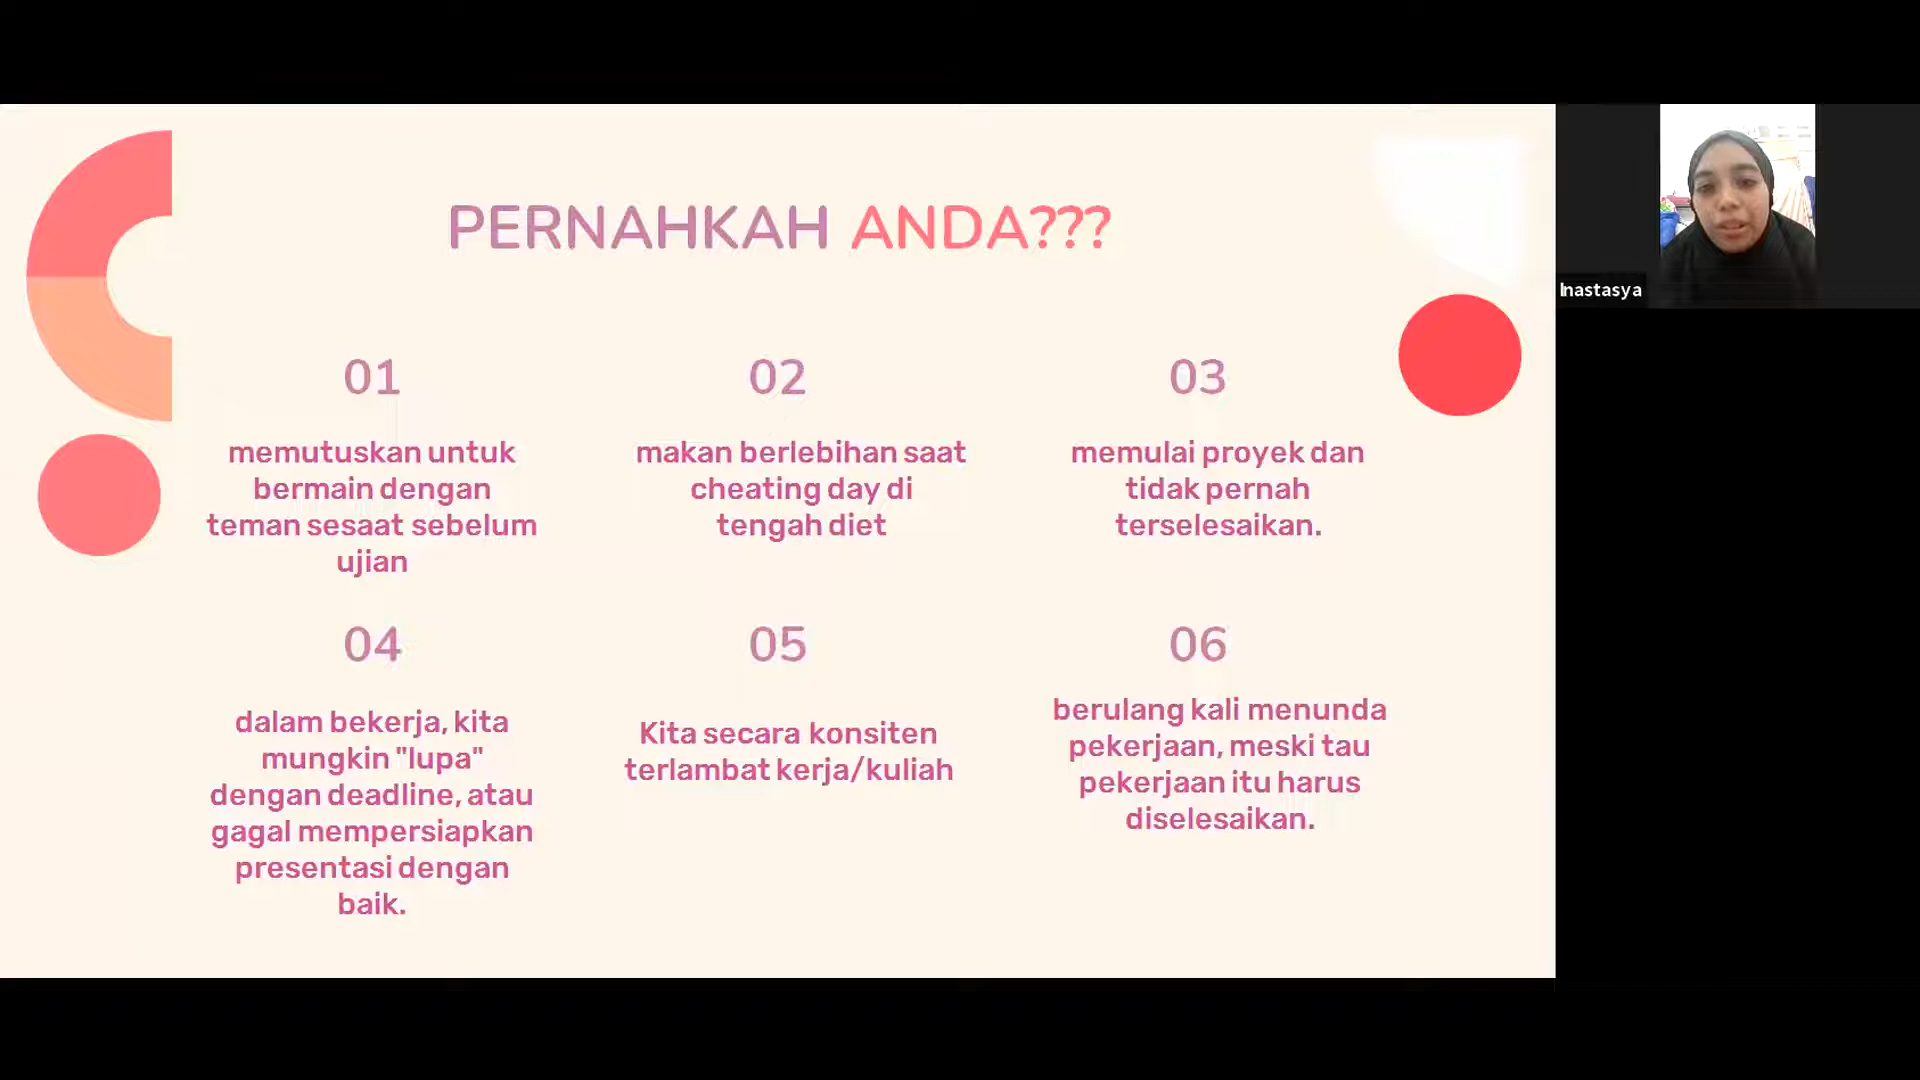 PERNAHKAH ANDA???
01
memutuskan untuk
bermain dengan
teman sesaat sebelum
ujian
02
makan berlebihan saat
cheating day di
tengah diet
03
memulai proyek dan
tidak pernah
terselesaikan.
04
dalam bekerja, kita
mungkin "lupa"
dengan deadline, atau
gagal mempersiapkan
presentasi dengan
baik.
05
Kita secara konsiten
terlambat kerja/kuliah
06
berulang kali menunda
pekerjaan, meski tau
pekerjaan itu harus
diselesaikan.
Inastasya